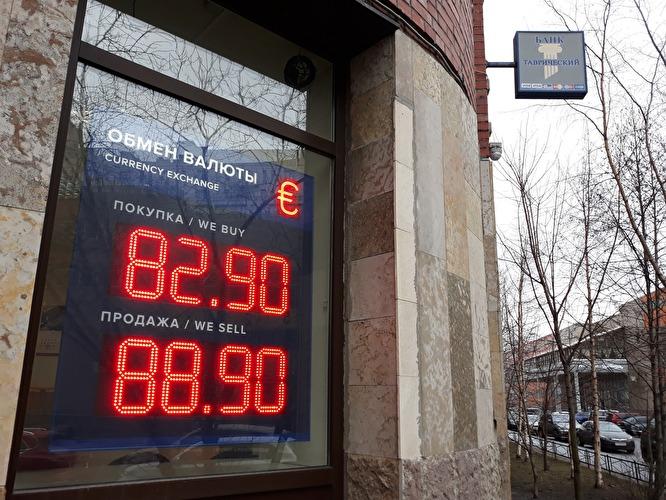 БАНК
ТАВРИЧЕСКИЙ
ОБМЕН ВАЛЮТЫ
CURRENCY EXCHANGE
€
ПОКУПКА / WE BUY
82.90
ПРОДАЖА / WE SELL
88.90